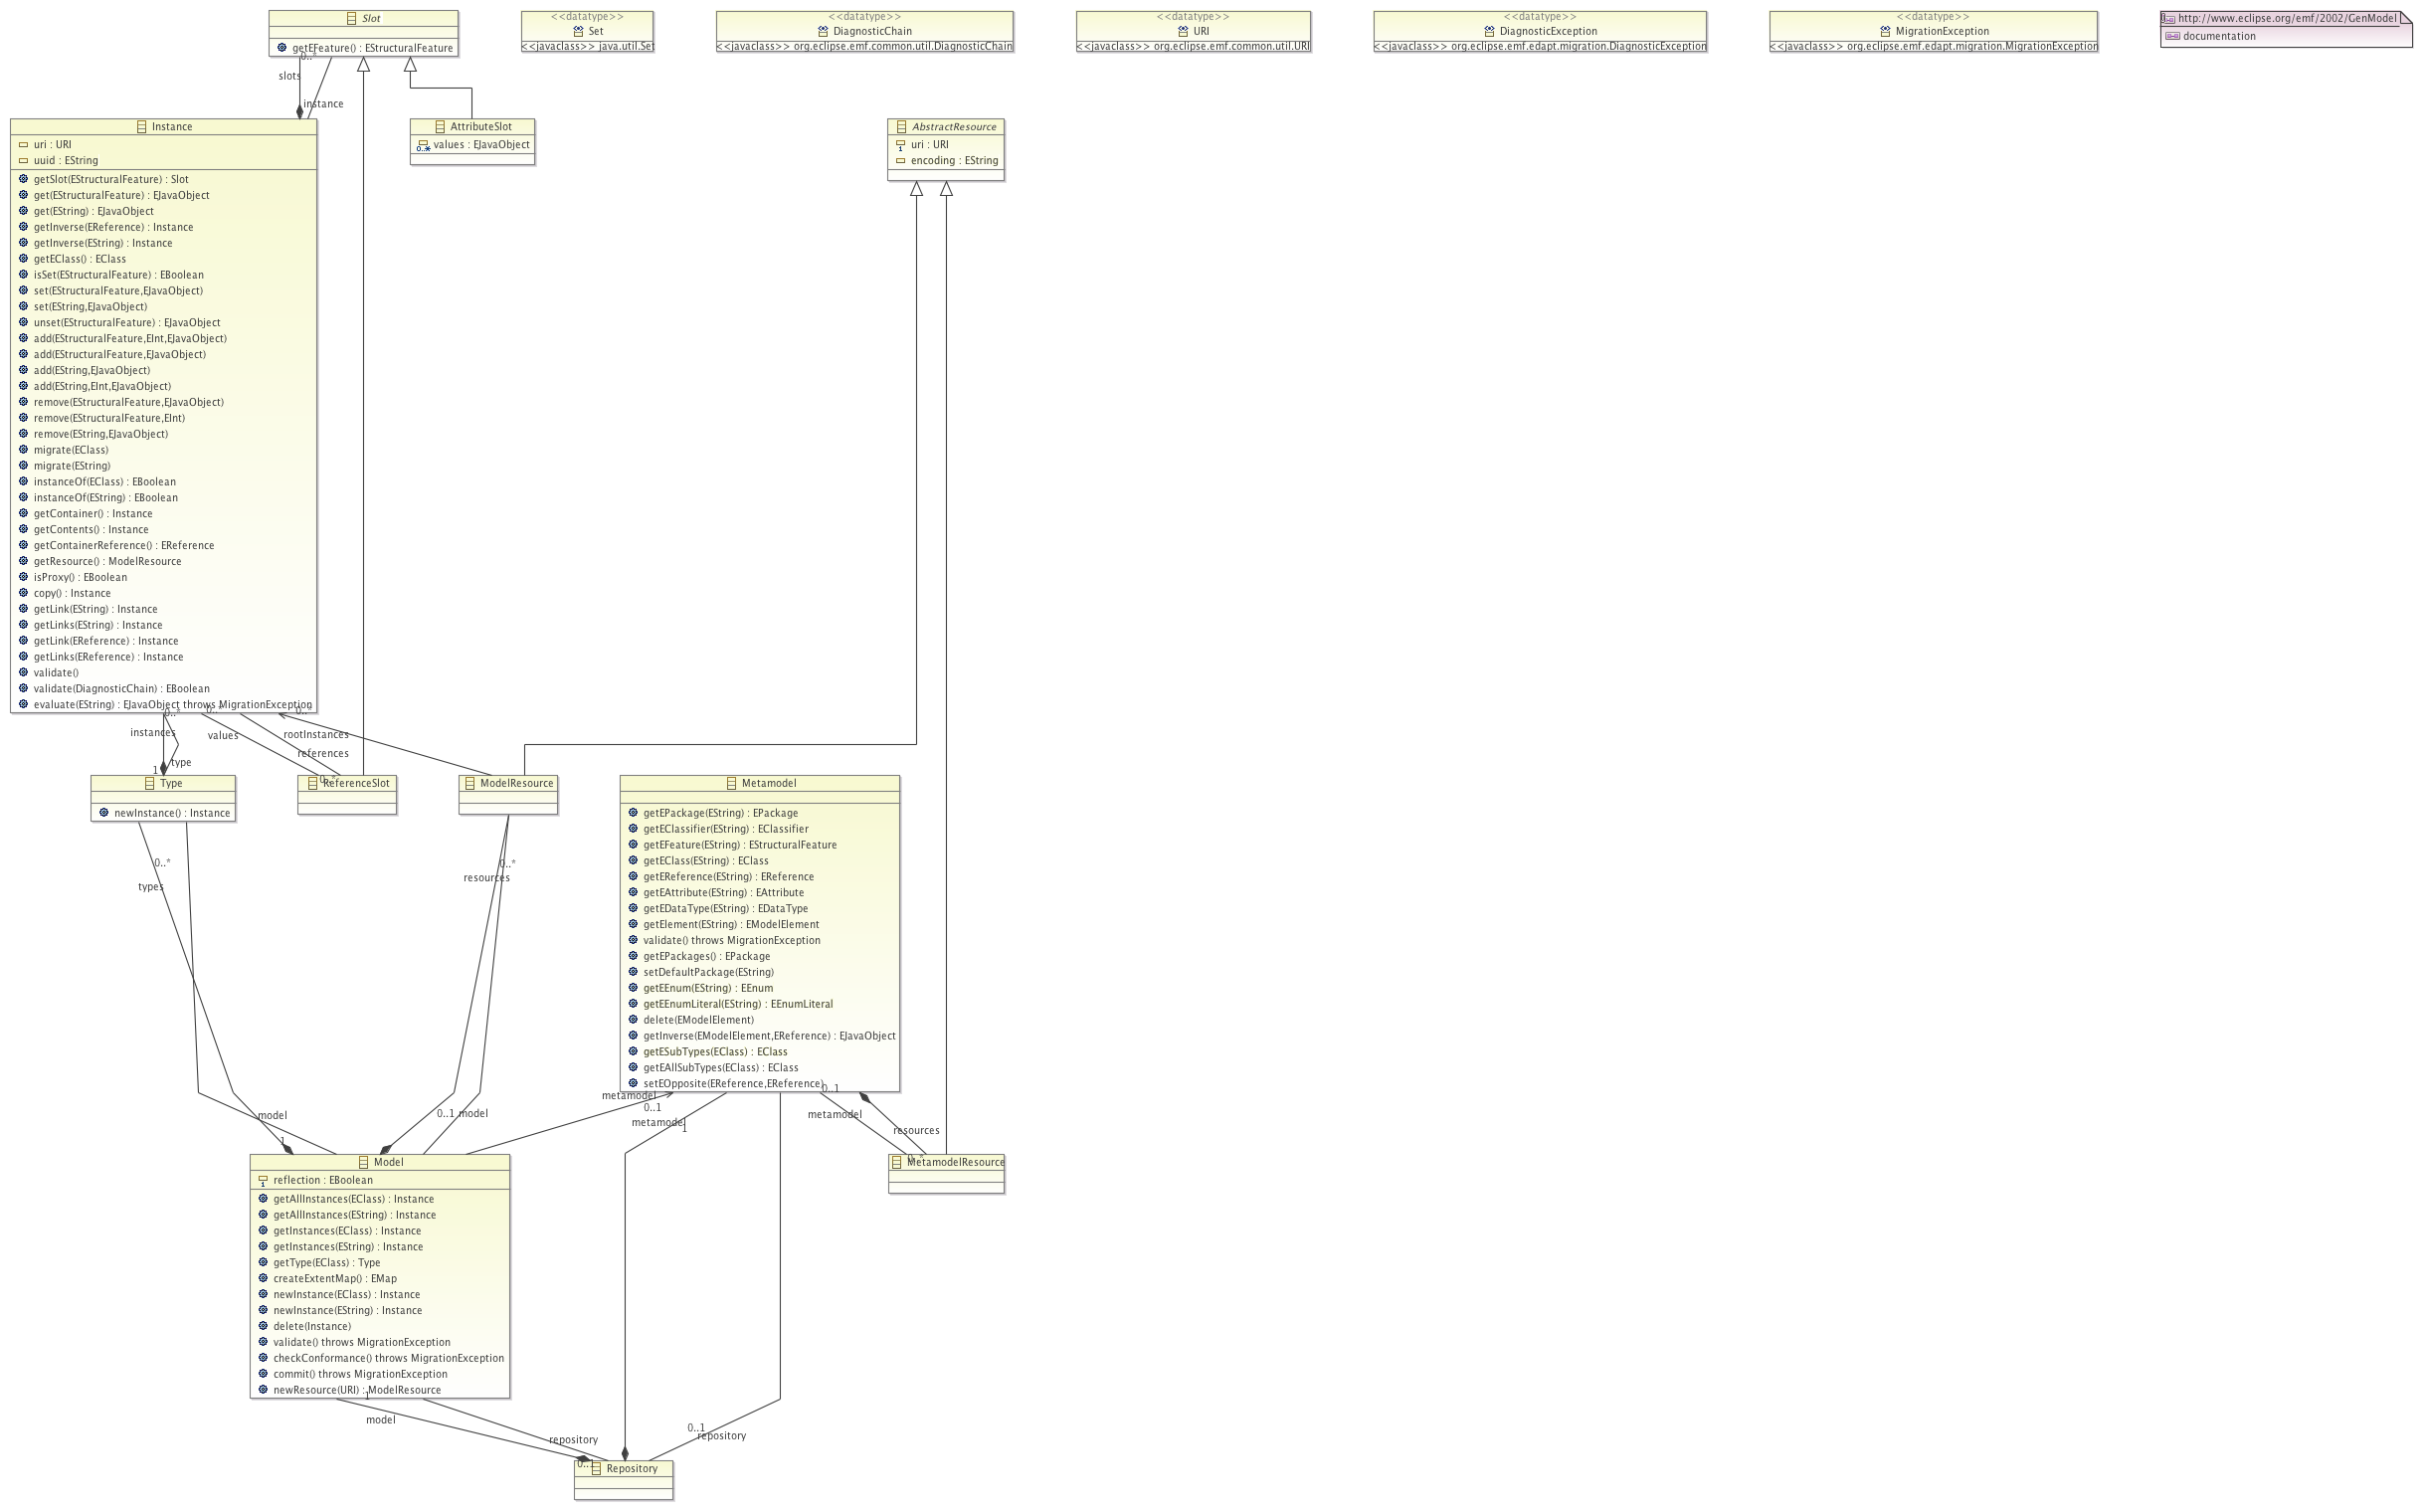 Slot
getEFeature() : EStructuralFeature
<<datatype>>
Set
<<javaclass>> java.util.Set
<<datatype>>
DiagnosticChain
<<javaclass>> org.eclipse.emf.common.util.DiagnosticChain
<<datatype>>
URI
<<javaclass>> org.eclipse.emf.common.util.URI
<<datatype>>
DiagnosticException
<<javaclass>> org.eclipse.emf.edapt.migration.DiagnosticException
<<datatype>>
MigrationException
<<javaclass>> org.eclipse.emf.edapt.migration.MigrationException
http://www.eclipse.org/emf/2002/GenModel
documentation
0..*
slots
instance
Instance
uri : URI
uuid : EString
getSlot(EStructuralFeature) : Slot
get(EStructuralFeature) : EJavaObject
get(EString) : EJavaObject
getInverse(EReference) : Instance
getInverse(EString) : Instance
getEClass() : EClass
isSet(EStructuralFeature) : EBoolean
set(EStructuralFeature,EJavaObject)
set(EString,EJavaObject)
unset(EStructuralFeature) : EJavaObject
add(EStructuralFeature,EInt,EJavaObject)
add(EStructuralFeature,EJavaObject)
add(EString,EJavaObject)
add(EString,EInt,EJavaObject)
remove(EStructuralFeature,EJavaObject)
remove(EStructuralFeature,EInt)
remove(EString,EJavaObject)
migrate(EClass)
migrate(EString)
instanceOf(EClass) : EBoolean
instanceOf(EString) : EBoolean
getContainer() : Instance
getContents() : Instance
getContainerReference() : EReference
getResource() : ModelResource
isProxy() : EBoolean
copy() : Instance
getLink(EString) : Instance
getLinks(EString) : Instance
getLink(EReference) : Instance
getLinks(EReference) : Instance
validate()
validate(DiagnosticChain) : EBoolean
evaluate(EString) : EJavaObject throws MigrationException
AttributeSlot
0..*
values : EJavaObject
AbstractResource
1
uri : URI
encoding : EString
0..*
0..*
0..*
instances
values
rootInstances
references
1
type
0..*
Type
newInstance() : Instance
ReferenceSlot
ModelResource
Metamodel
getEPackage(EString) : EPackage
getEClassifier(EString) : EClassifier
getEFeature(EString) : EStructuralFeature
getEClass(EString) : EClass
getEReference(EString) : EReference
getEAttribute(EString) : EAttribute
getEDataType(EString) : EDataType
getElement(EString) : EModelElement
validate() throws MigrationException
getEPackages() : EPackage
setDefaultPackage(EString)
getEEnum(EString) : EEnum
getEEnumLiteral(EString) : EEnumLiteral
delete(EModelElement)
getInverse(EModelElement,EReference) : EJavaObject
getESubTypes(EClass) : EClass
getEAllSubTypes(EClass) : EClass
setEOpposite(EReference,EReference)
0..*
types
0..*
resources
model
1
0..1
model
metamodel
0..1
metamodel
1
0..1
metamodel
resources
0..*
MetamodelResource
Model
1
reflection : EBoolean
getAllInstances(EClass) : Instance
getAllInstances(EString) : Instance
getInstances(EClass) : Instance
getInstances(EString) : Instance
getType(EClass) : Type
createExtentMap() : EMap
newInstance(EClass) : Instance
newInstance(EString) : Instance
delete(Instance)
validate() throws MigrationException
checkConformance() throws MigrationException
commit() throws MigrationException
newResource(URI) : ModelResource
1
model
repository
0..1
0..1
repository
Repository